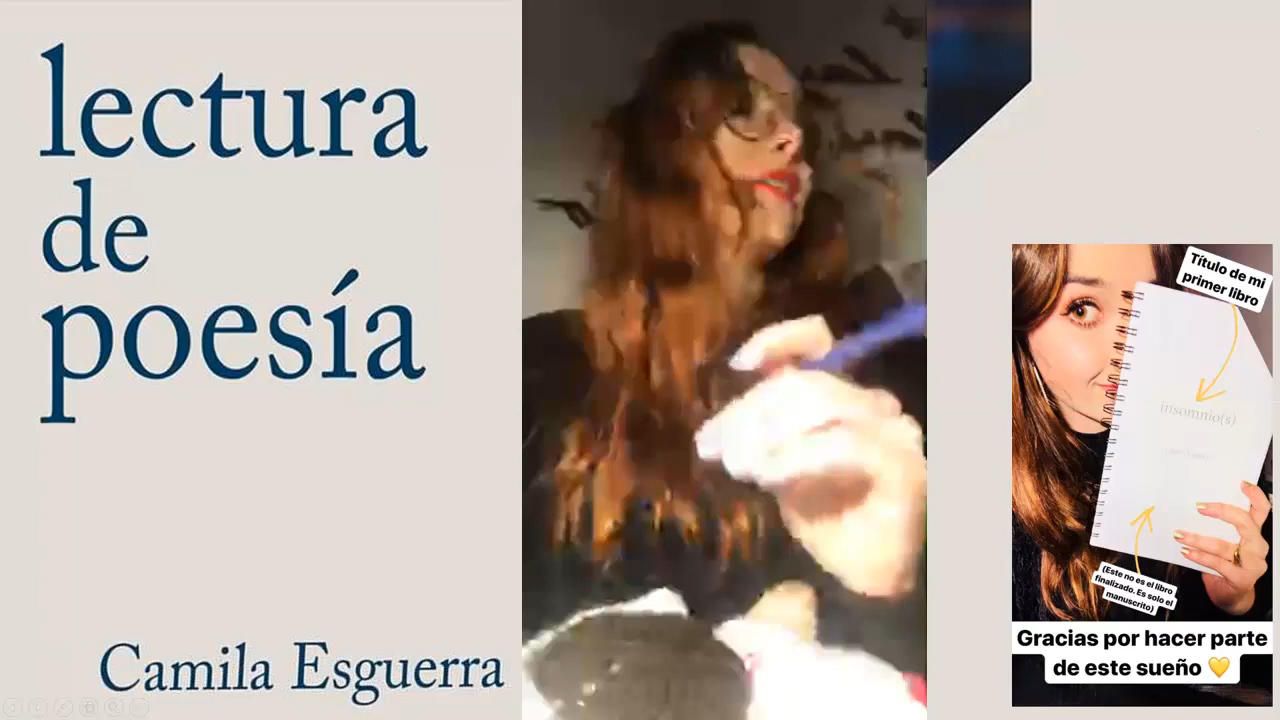 lectura
de
poesía
Camila Esguerra
Título de mi
primer libro
insomnio(s)
(Este no es el libro
finalizado. Es solo el
manuscrito)
Gracias por hacer parte
de este sueño 💛